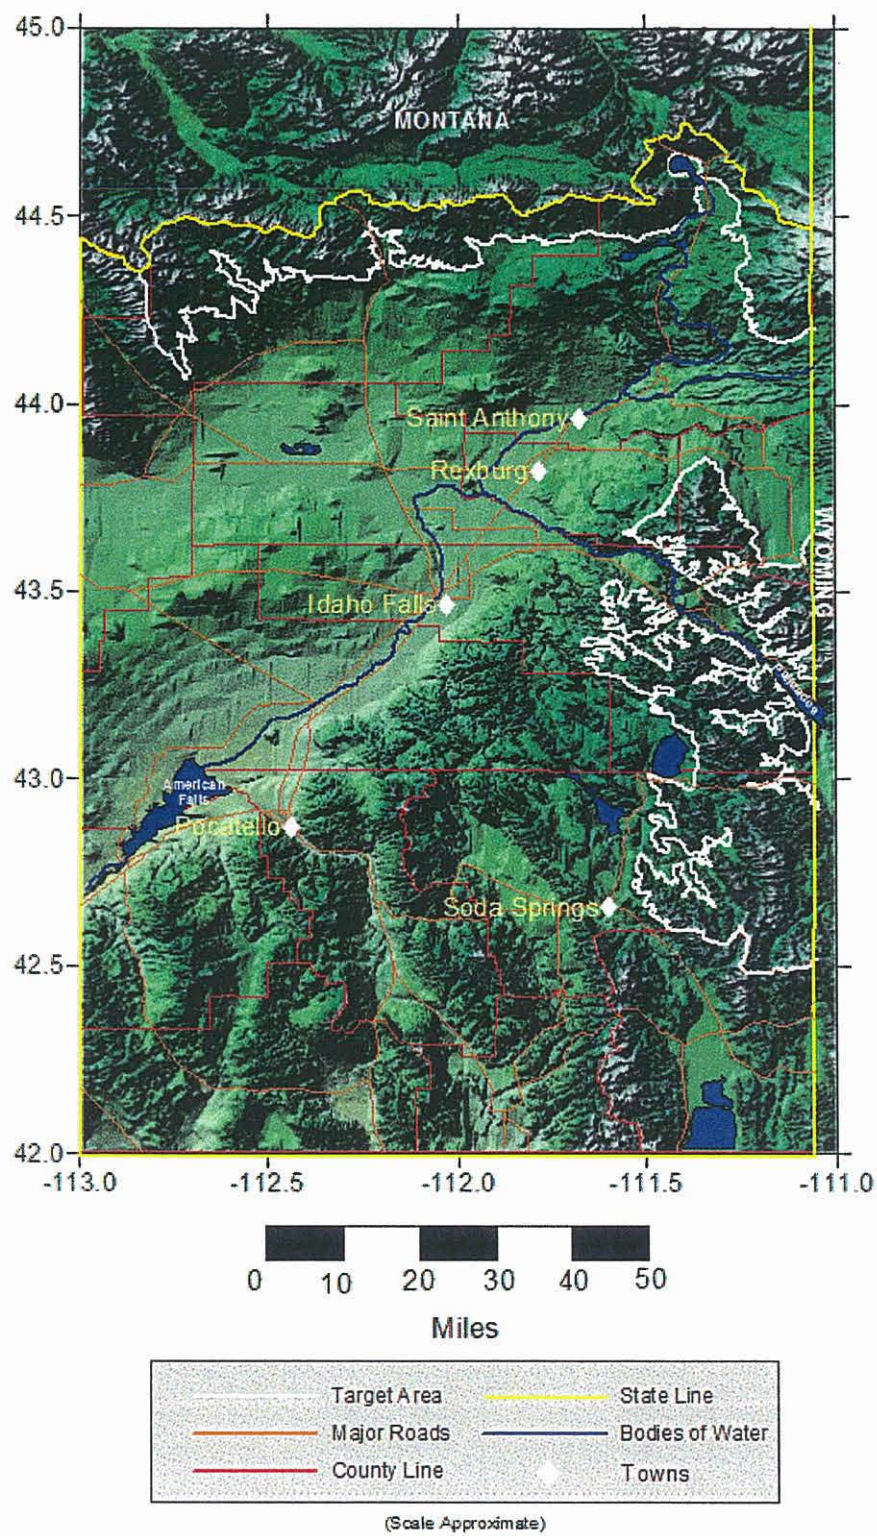 45.0
MONTANA
44.5
44.0
Saint Anthony
Rexburg
WYOMING
43.5
Idaho Falls
Palisades
43.0
American
Falls
Pocatello
Soda Springs
42.5
42.0
-113.0 -112.5 -112.0 -111.5 -111.0
0 10 20 30 40 50
Miles
Target Area State Line
Major Roads Bodies of Water
County Line Towns
(Scale Approximate)